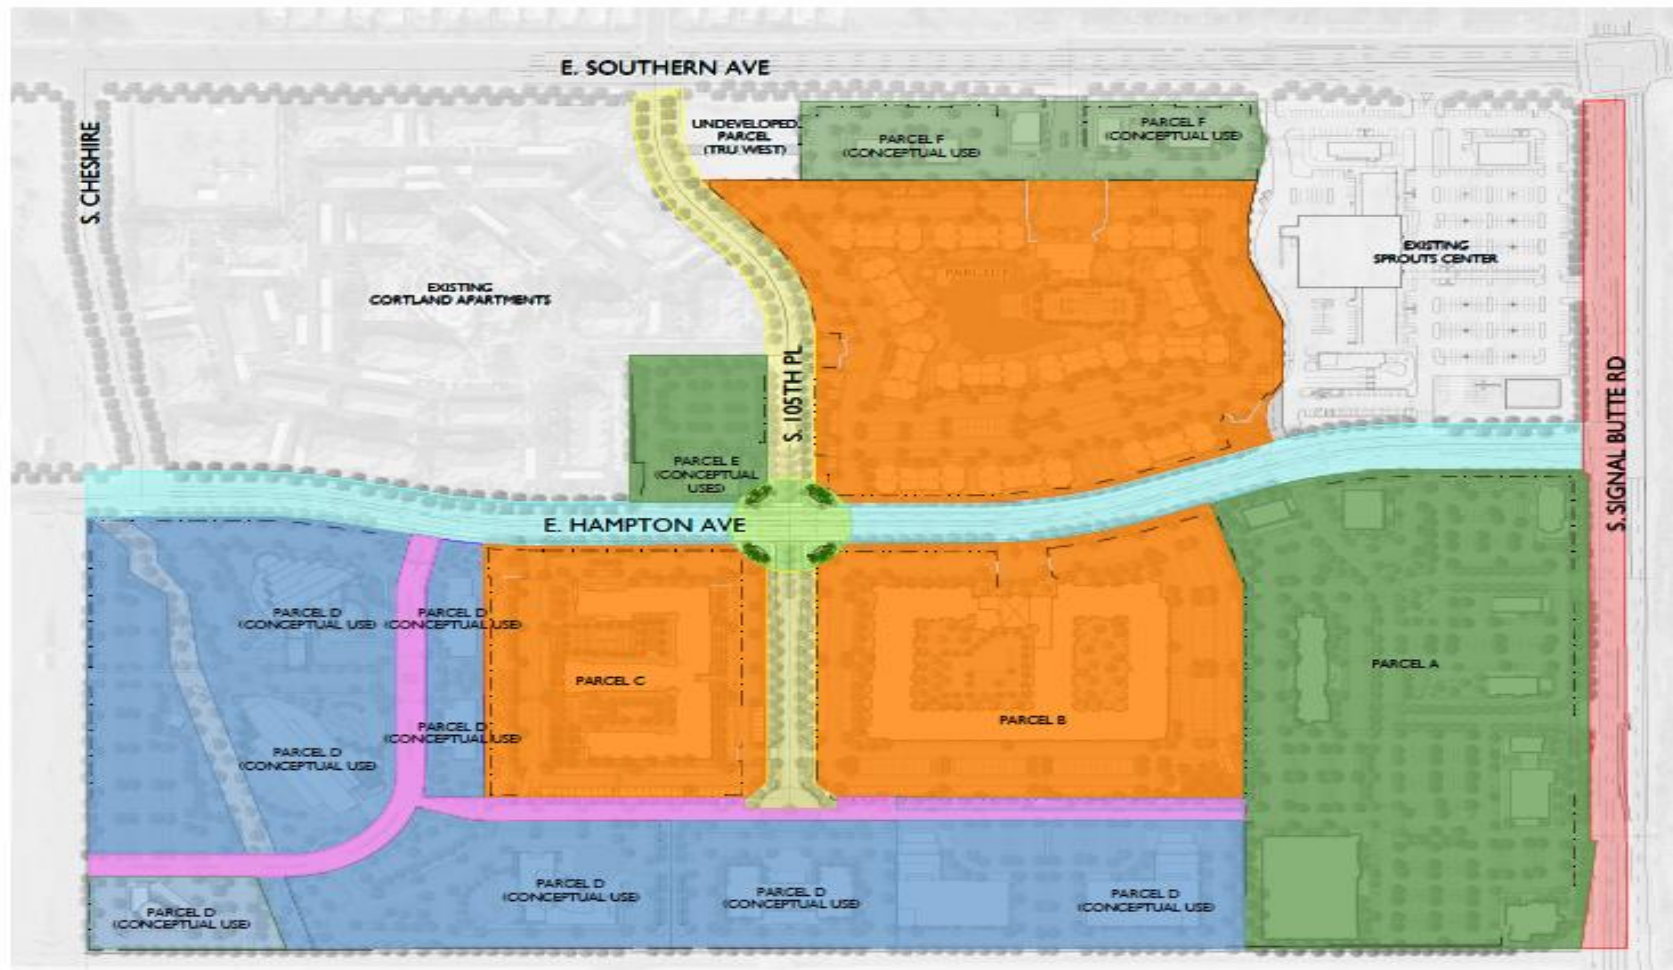 E. SOUTHERN AVE
S. CHESHIRE
UNDEVELOPED
PARCEL
(TRU WEST)
PARCEL F
(CONCEPTUAL USE)
PARCEL F
(CONCEPTUAL USE)
EXISTING
SPROUTS CENTER
EXISTING
CORTLAND APARTMENTS
S. 105TH PL
S.SIGNAL BUTTE RD
PARCEL E
(CONCEPTUAL
USES)
E. HAMPTON AVE
PARCEL D
(CONCEPTUAL USE)
PARCEL D
(CONCEPTUAL USE)
PARCEL C
PARCEL B
PARCEL A
PARCEL D
(CONCEPTUAL USE)
PARCEL D
(CONCEPTUAL USE)
PARCEL D
(CONCEPTUAL USE)
PARCEL D
(CONCEPTUAL USE)
PARCEL D
(CONCEPTUAL USE)
PARCEL D
(CONCEPTUAL USE)